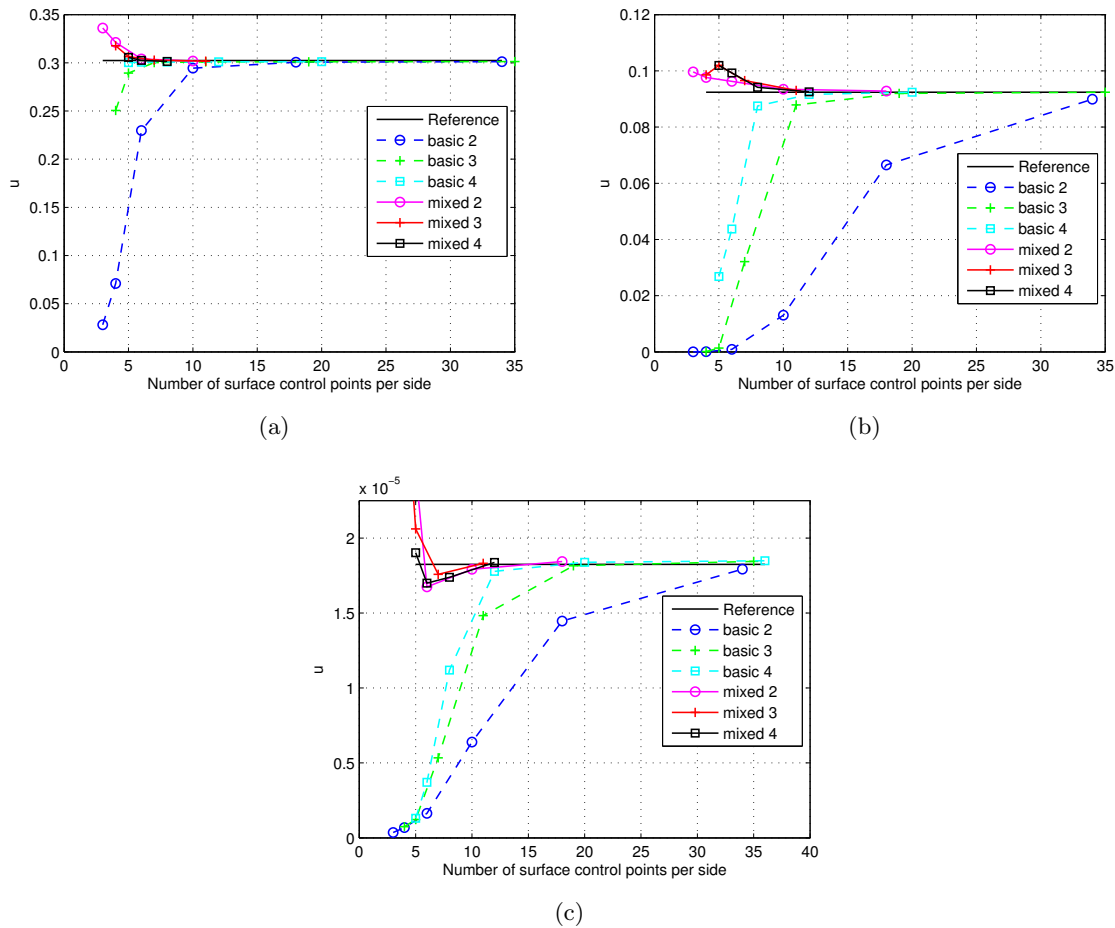 0.35
0.3
0.25
0.2
0.15
0.1
0.05
0
u
0 5 10 15 20 25 30 35
Number of surface control points per side
Reference
basic 2
basic 3
basic 4
mixed 2
mixed 3
mixed 4
(a)
0.12
0.1
0.08
0.06
0.04
0.02
0
u
0 5 10 15 20 25 30 35
Number of surface control points per side
Reference
basic 2
basic 3
basic 4
mixed 2
mixed 3
mixed 4
(b)
x 10⁻⁵
2
1.5
1
0.5
0
u
0 5 10 15 20 25 30 35 40
Number of surface control points per side
Reference
basic 2
basic 3
basic 4
mixed 2
mixed 3
mixed 4
(c)